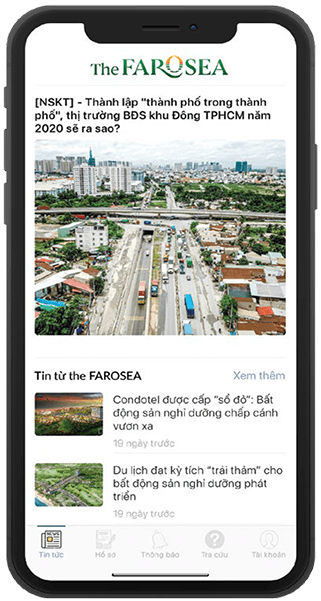 The FAROSEA
[NSKT] - Thành lập "thành phố trong thành
phố", thị trường BĐS khu Đông TPHCM năm
2020 sẽ ra sao?
Tin từ the FAROSEA
Xem thêm
Condotel được cấp “sổ đỏ”: Bất
động sản nghỉ dưỡng chấp cánh
vươn xa
19 ngày trước
Du lịch đạt kỳ tích “trải thảm” cho
bất động sản nghỉ dưỡng phát
triển
19 ngày trước
Tin tức
Hồ sơ
Thông báo
Tra cứu
Tài khoản